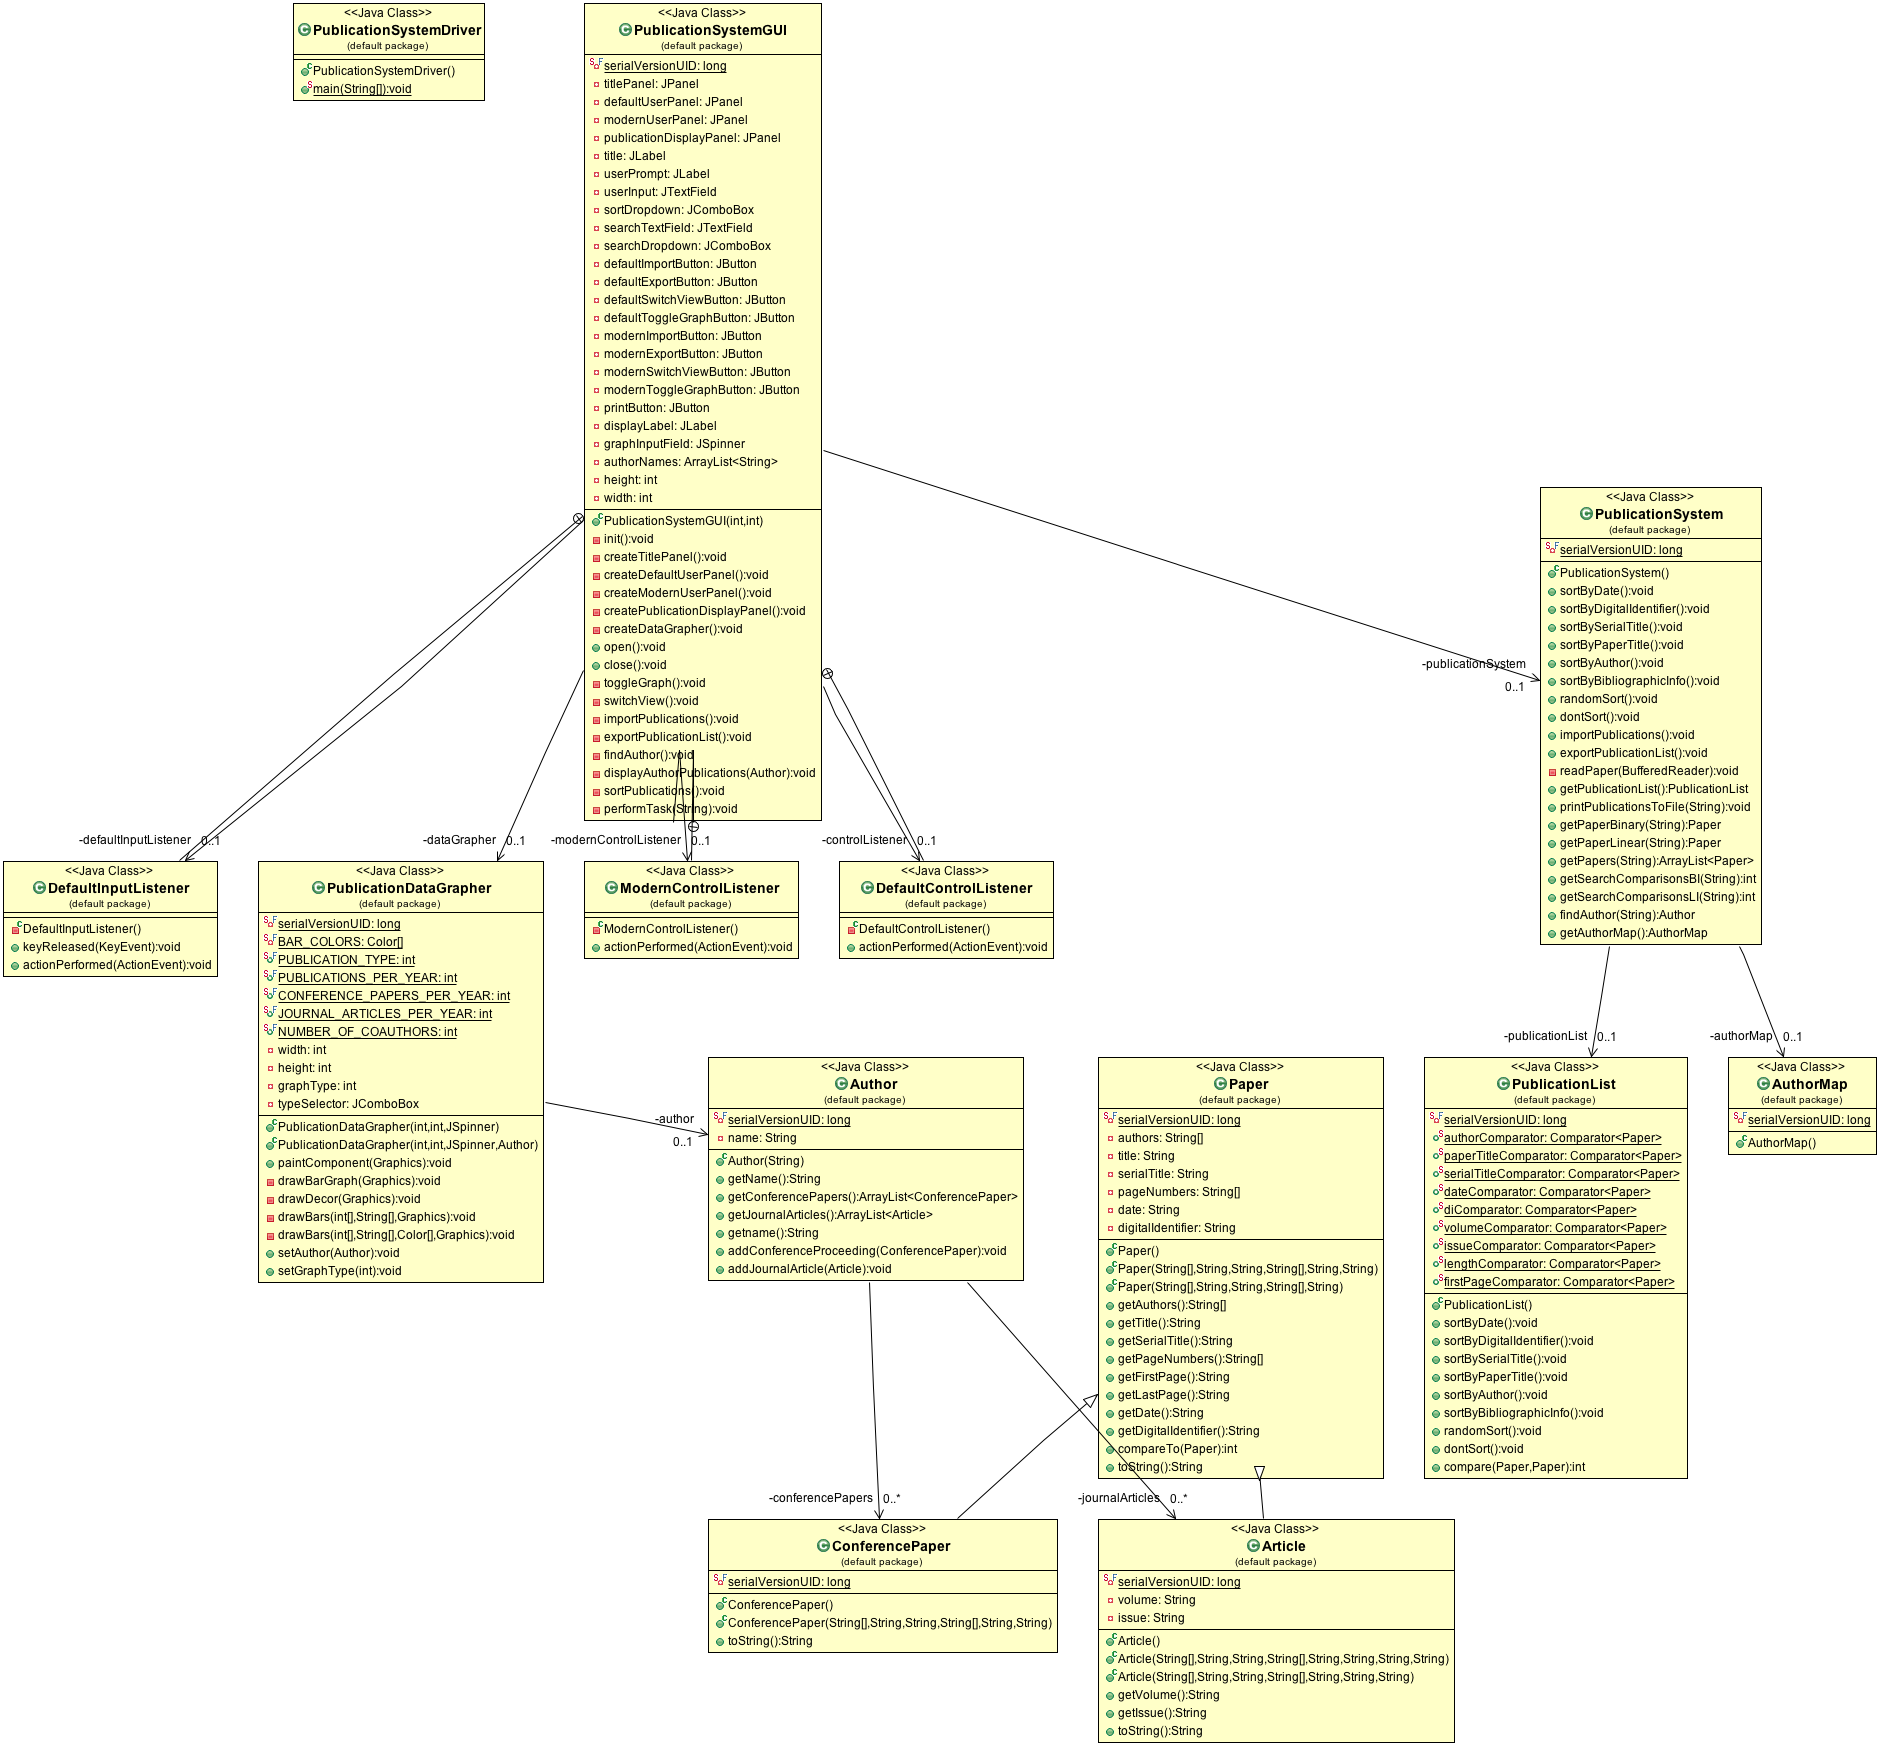 <<Java Class>>
PublicationSystemDriver
(default package)
PublicationSystemDriver()
main(String[]):void
<<Java Class>>
PublicationSystemGUI
(default package)
serialVersionUID: long
titlePanel: JPanel
defaultUserPanel: JPanel
modernUserPanel: JPanel
publicationDisplayPanel: JPanel
title: JLabel
userPrompt: JLabel
userInput: JTextField
sortDropdown: JComboBox
searchTextField: JTextField
searchDropdown: JComboBox
defaultImportButton: JButton
defaultExportButton: JButton
defaultSwitchViewButton: JButton
defaultToggleGraphButton: JButton
modernImportButton: JButton
modernExportButton: JButton
modernSwitchViewButton: JButton
modernToggleGraphButton: JButton
printButton: JButton
displayLabel: JLabel
graphInputField: JSpinner
authorNames: ArrayList<String>
height: int
width: int
PublicationSystemGUI(int,int)
init():void
createTitlePanel():void
createDefaultUserPanel():void
createModernUserPanel():void
createPublicationDisplayPanel():void
createDataGrapher():void
open():void
close():void
toggleGraph():void
switchView():void
importPublications():void
exportPublicationList():void
findAuthor():void
displayAuthorPublications(Author):void
sortPublications():void
performTask(String):void
<<Java Class>>
PublicationSystem
(default package)
serialVersionUID: long
PublicationSystem()
sortByDate():void
sortByDigitalIdentifier():void
sortBySerialTitle():void
sortByPaperTitle():void
sortByAuthor():void
sortByBibliographicInfo():void
randomSort():void
dontSort():void
importPublications():void
exportPublicationList():void
readPaper(BufferedReader):void
getPublicationList():PublicationList
printPublicationsToFile(String):void
getPaperBinary(String):Paper
getPaperLinear(String):Paper
getPapers(String):ArrayList<Paper>
getSearchComparisonsBI(String):int
getSearchComparisonsLI(String):int
findAuthor(String):Author
getAuthorMap():AuthorMap
-publicationSystem
0..1
-defaultInputListener 0..1
-dataGrapher 0..1
-modernControlListener 0..1
-controlListener 0..1
<<Java Class>>
DefaultInputListener
(default package)
DefaultInputListener()
keyReleased(KeyEvent):void
actionPerformed(ActionEvent):void
<<Java Class>>
PublicationDataGrapher
(default package)
serialVersionUID: long
BAR_COLORS: Color[]
PUBLICATION_TYPE: int
PUBLICATIONS_PER_YEAR: int
CONFERENCE_PAPERS_PER_YEAR: int
JOURNAL_ARTICLES_PER_YEAR: int
NUMBER_OF_COAUTHORS: int
width: int
height: int
graphType: int
typeSelector: JComboBox
PublicationDataGrapher(int,int,JSpinner)
PublicationDataGrapher(int,int,JSpinner,Author)
paintComponent(Graphics):void
drawBarGraph(Graphics):void
drawDecor(Graphics):void
drawBars(int[],String[],Graphics):void
drawBars(int[],String[],Color[],Graphics):void
setAuthor(Author):void
setGraphType(int):void
<<Java Class>>
ModernControlListener
(default package)
ModernControlListener()
actionPerformed(ActionEvent):void
<<Java Class>>
DefaultControlListener
(default package)
DefaultControlListener()
actionPerformed(ActionEvent):void
-publicationList 0..1
-authorMap 0..1
-author
0..1
<<Java Class>>
Author
(default package)
serialVersionUID: long
name: String
Author(String)
getName():String
getConferencePapers():ArrayList<ConferencePaper>
getJournalArticles():ArrayList<Article>
getname():String
addConferenceProceeding(ConferencePaper):void
addJournalArticle(Article):void
<<Java Class>>
Paper
(default package)
serialVersionUID: long
authors: String[]
title: String
serialTitle: String
pageNumbers: String[]
date: String
digitalIdentifier: String
Paper()
Paper(String[],String,String,String[],String,String)
Paper(String[],String,String,String[],String)
getAuthors():String[]
getTitle():String
getSerialTitle():String
getPageNumbers():String[]
getFirstPage():String
getLastPage():String
getDate():String
getDigitalIdentifier():String
compareTo(Paper):int
toString():String
<<Java Class>>
PublicationList
(default package)
serialVersionUID: long
authorComparator: Comparator<Paper>
paperTitleComparator: Comparator<Paper>
serialTitleComparator: Comparator<Paper>
dateComparator: Comparator<Paper>
diComparator: Comparator<Paper>
volumeComparator: Comparator<Paper>
issueComparator: Comparator<Paper>
lengthComparator: Comparator<Paper>
firstPageComparator: Comparator<Paper>
PublicationList()
sortByDate():void
sortByDigitalIdentifier():void
sortBySerialTitle():void
sortByPaperTitle():void
sortByAuthor():void
sortByBibliographicInfo():void
randomSort():void
dontSort():void
compare(Paper,Paper):int
<<Java Class>>
AuthorMap
(default package)
serialVersionUID: long
AuthorMap()
-conferencePapers 0..*
-journalArticles 0..*
<<Java Class>>
ConferencePaper
(default package)
serialVersionUID: long
ConferencePaper()
ConferencePaper(String[],String,String,String[],String,String)
toString():String
<<Java Class>>
Article
(default package)
serialVersionUID: long
volume: String
issue: String
Article()
Article(String[],String,String,String[],String,String,String,String)
Article(String[],String,String,String[],String,String,String)
getVolume():String
getIssue():String
toString():String